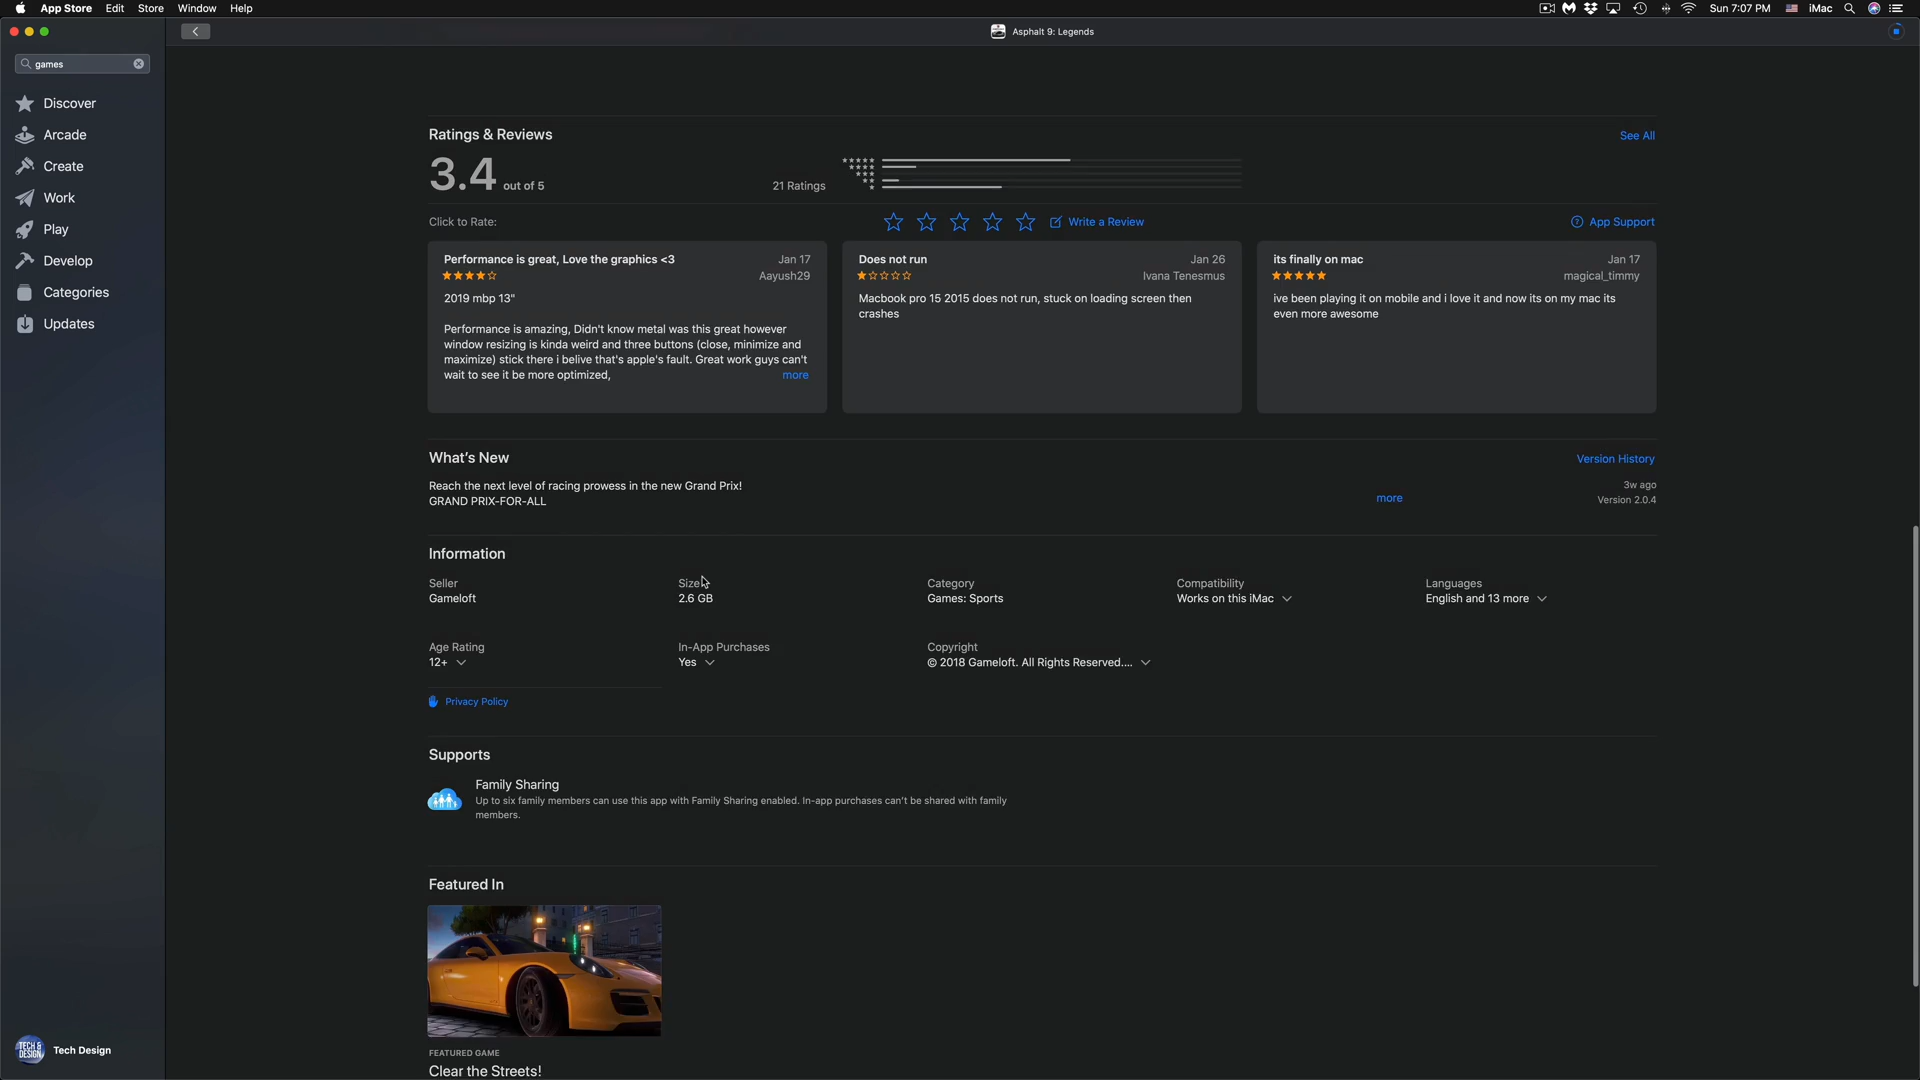 App Store Edit Store Window Help
Sun 7:07 PM iMac
Asphalt 9: Legends
games
Discover
Arcade
Create
Work
Play
Develop
Categories
Updates
Tech Design
Ratings & Reviews
See All
3.4 out of 5
21 Ratings
Click to Rate:
Write a Review
App Support
Performance is great, Love the graphics <3
Jan 17
Aayush29
2019 mbp 13"
Performance is amazing, Didn't know metal was this great however
window resizing is kinda weird and three buttons (close, minimize and
maximize) stick there i belive that's apple's fault. Great work guys can't
wait to see it be more optimized,
more
Does not run
Jan 26
Ivana Tenesmus
Macbook pro 15 2015 does not run, stuck on loading screen then
crashes
its finally on mac
Jan 17
magical_timmy
ive been playing it on mobile and i love it and now its on my mac its
even more awesome
What's New
Version History
Reach the next level of racing prowess in the new Grand Prix!
GRAND PRIX-FOR-ALL
more
3w ago
Version 2.0.4
Information
Seller
Gameloft
Size
2.6 GB
Category
Games: Sports
Compatibility
Works on this iMac
Languages
English and 13 more
Age Rating
12+
In-App Purchases
Yes
Copyright
© 2018 Gameloft. All Rights Reserved....
Privacy Policy
Supports
Family Sharing
Up to six family members can use this app with Family Sharing enabled. In-app purchases can't be shared with family
members.
Featured In
FEATURED GAME
Clear the Streets!
TECH &
DESIGN